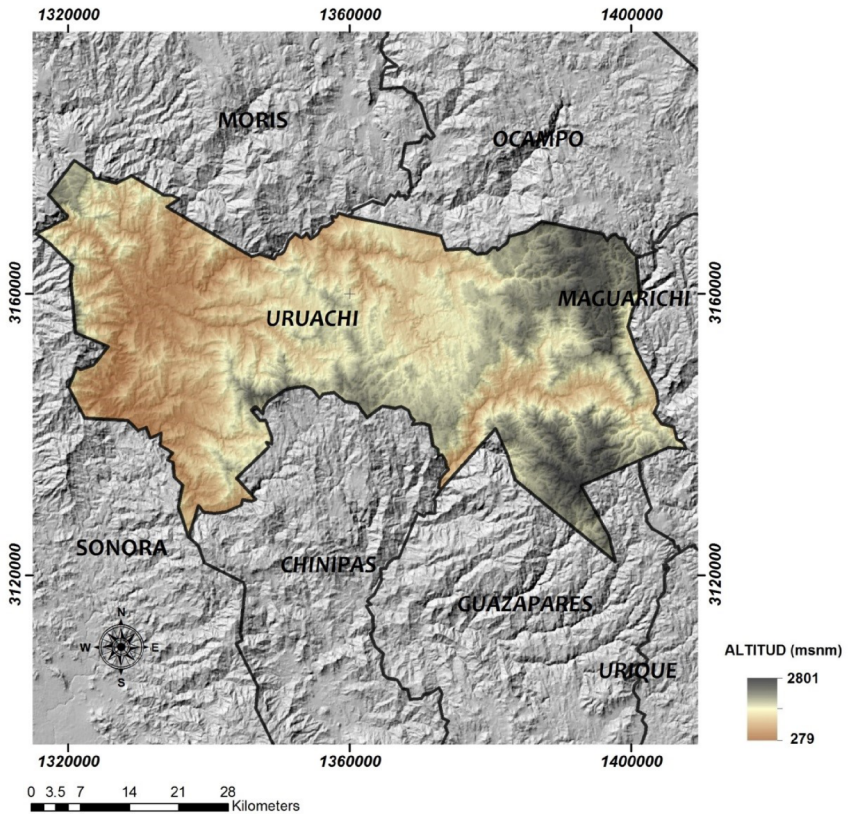 1320000 1360000 1400000
MORIS
OCAMPO
3160000 3160000
MAGUARICHI
URUACHI
SONORA
CHINIPAS
3120000 3120000
GUAZAPARES
N
W E
S
URIQUE
ALTITUD (msnm)
2801
279
1320000 1360000 1400000
0 3.5 7 14 21 28
Kilometers